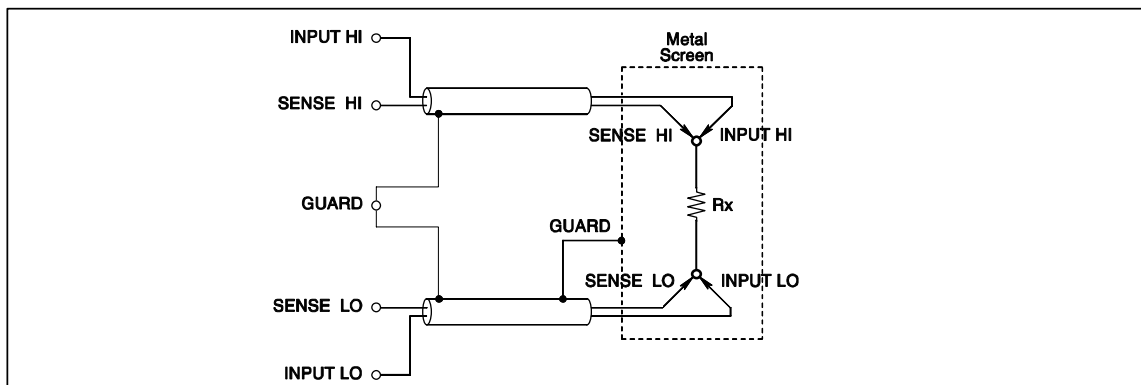 INPUT HI
Metal
Screen
SENSE HI
SENSE HI
INPUT HI
GUARD
Rx
GUARD
SENSE LO
INPUT LO
SENSE LO
INPUT LO